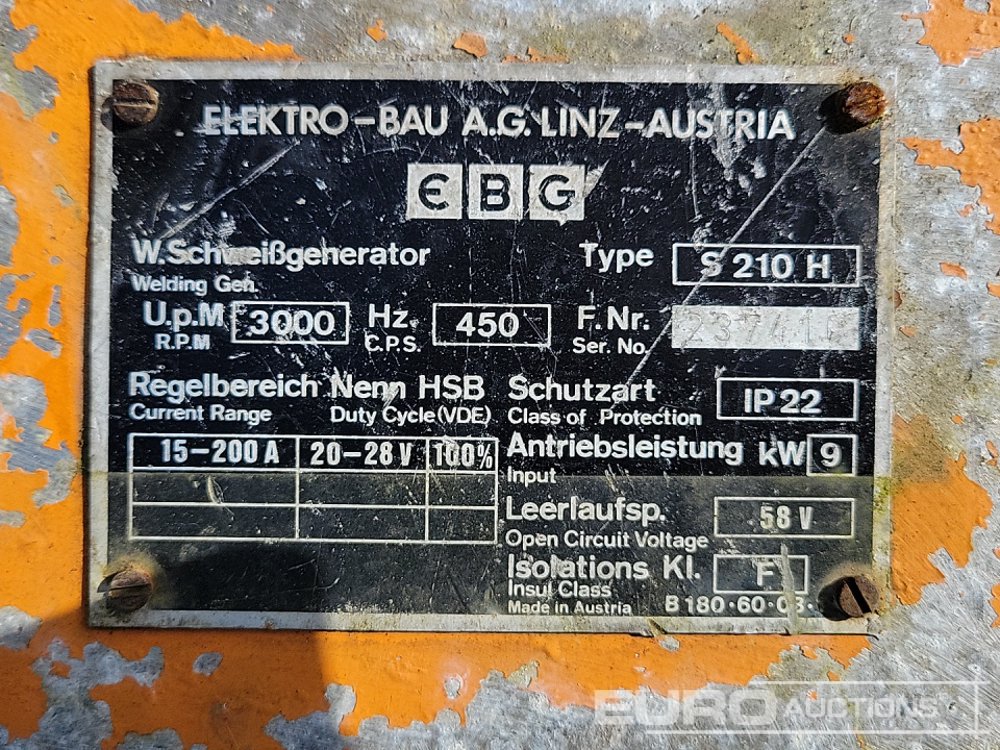 ELEKTRO-BAU A.G. LINZ-AUSTRIA
EBG
W.Schweißgenerator Type S 210 H
Welding Gen.
U.p.M 3000 Hz. 450 F.Nr.
R.P.M C.P.S. Ser. No.
Regelbereich Nenn HSB Schutzart IP 22
Current Range Duty Cycle (VDE) Class of Protection
15-200 A 20-28 V 100% Antriebsleistung kW 9
Input
Leerlaufsp. 58 V
Open Circuit Voltage
Isolations Kl. F
Insul Class
Made in Austria B 180·60·03·
EURO AUCTIONS